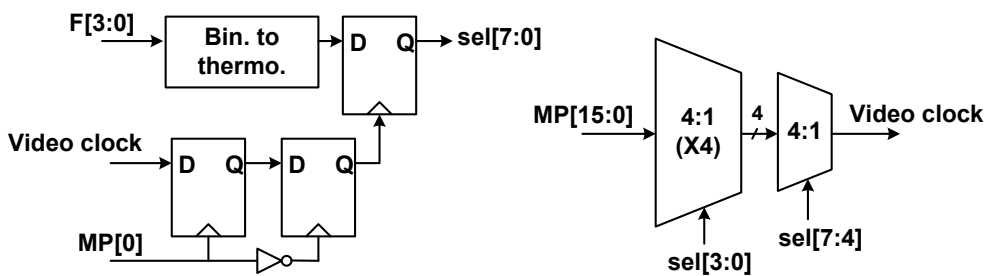 F[3:0]
Bin. to
thermo.
D
Q
sel[7:0]
Video clock
D
Q
D
Q
MP[0]
MP[15:0]
4:1
(X4)
4
4:1
Video clock
sel[3:0]
sel[7:4]